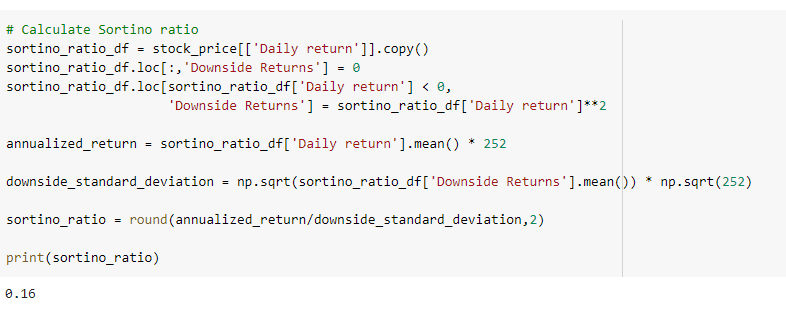 # Calculate Sortino ratio
sortino_ratio_df = stock_price[['Daily return']].copy()
sortino_ratio_df.loc[:,'Downside Returns'] = 0
sortino_ratio_df.loc[sortino_ratio_df['Daily return'] < 0,
                     'Downside Returns'] = sortino_ratio_df['Daily return']**2
annualized_return = sortino_ratio_df['Daily return'].mean() * 252
downside_standard_deviation = np.sqrt(sortino_ratio_df['Downside Returns'].mean()) * np.sqrt(252)
sortino_ratio = round(annualized_return/downside_standard_deviation,2)
print(sortino_ratio)
0.16